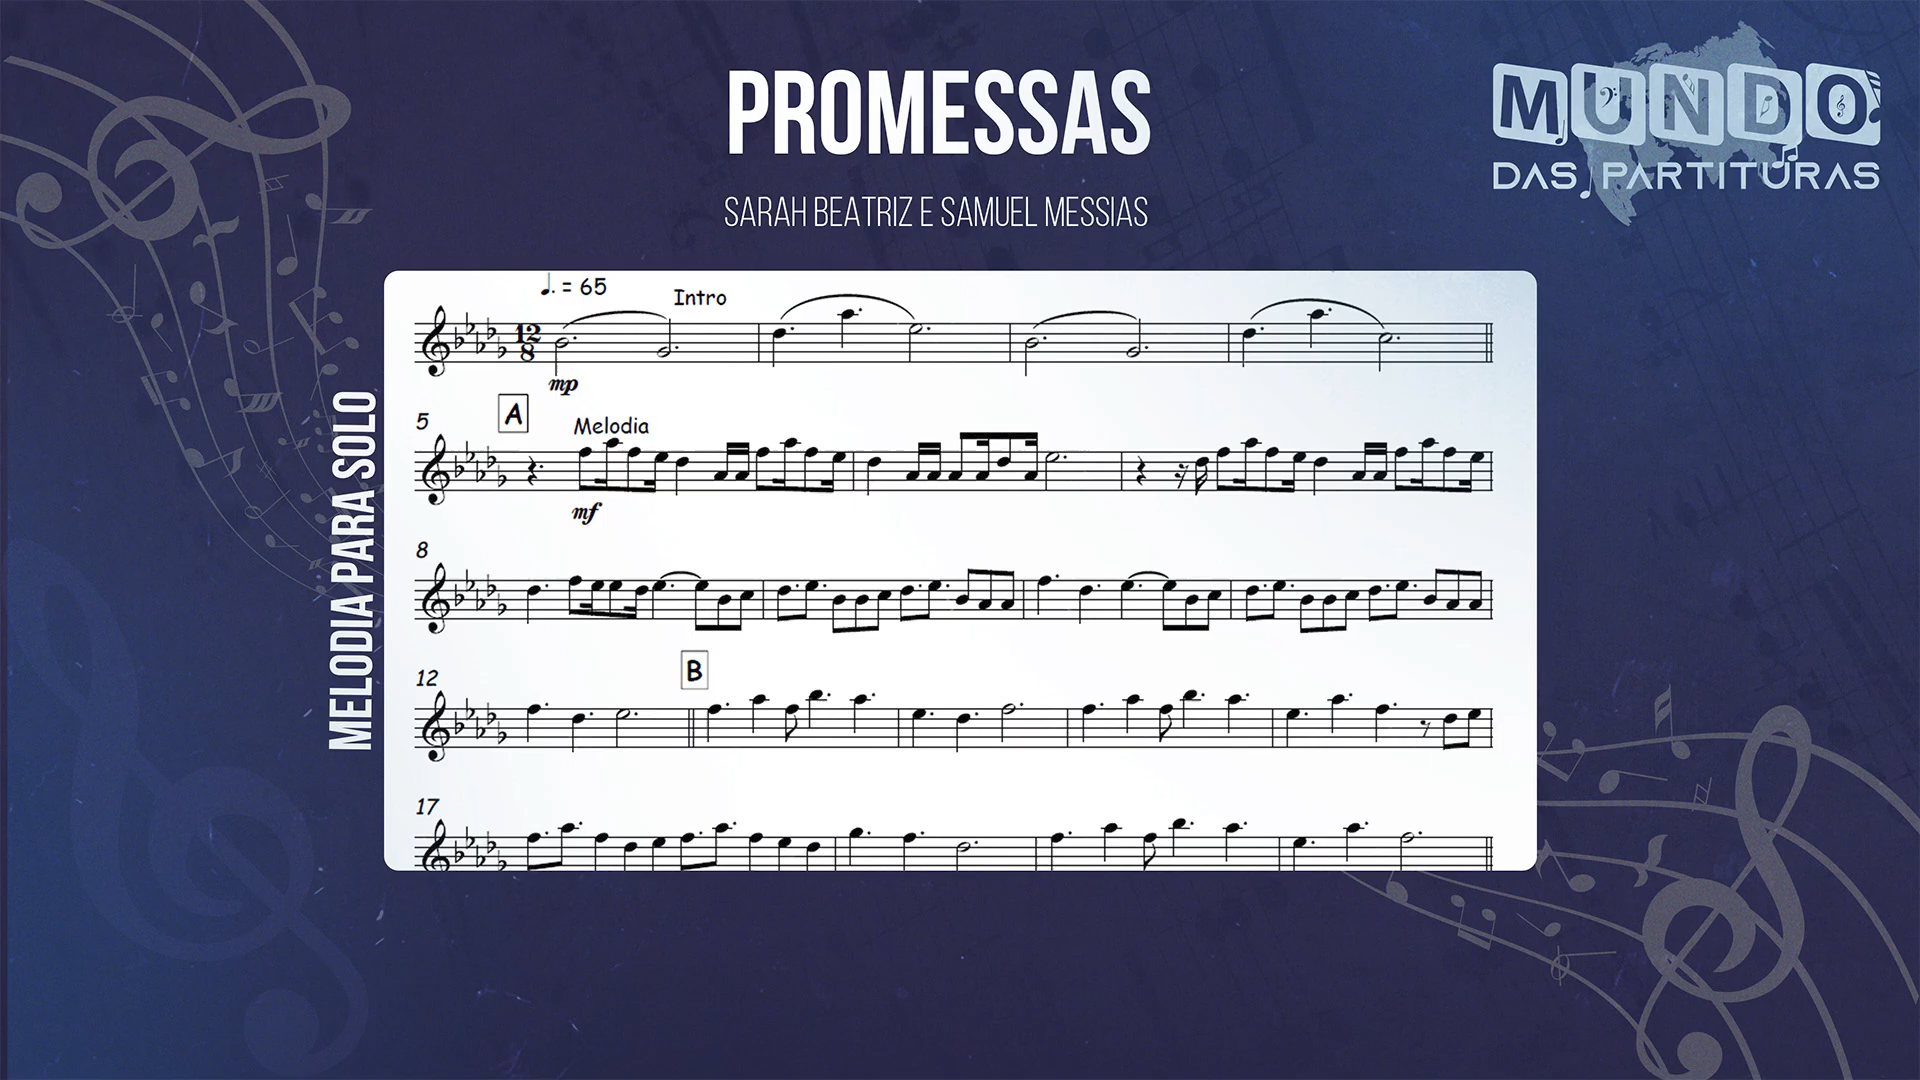 PROMESSAS
SARAH BEATRIZ E SAMUEL MESSIAS
MUNDO
DAS PARTITURAS
MELODIA PARA SOLO
♩. = 65
Intro
12
8
mp
5
A
Melodia
mf
8
12
B
17